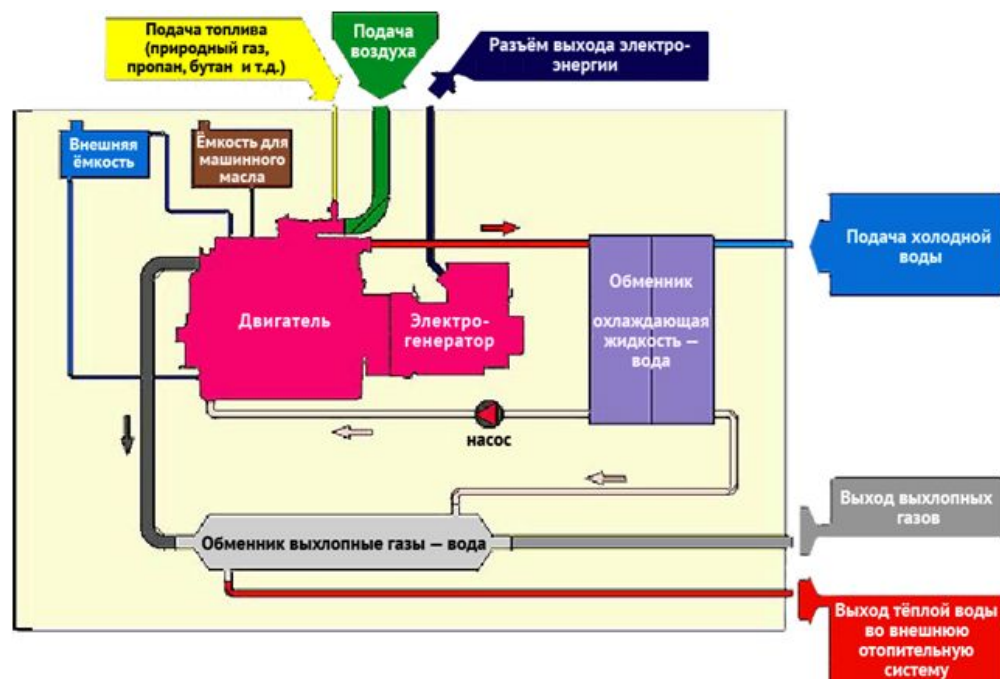 Подача топлива
(природный газ,
пропан, бутан и т.д.)
Подача
воздуха
Разъём выхода электро-
энергии
Внешняя
ёмкость
Ёмкость для
машинного
масла
Подача холодной
воды
Двигатель
Электро-
генератор
Обменник
охлаждающая
жидкость —
вода
насос
Обменник выхлопные газы — вода
Выход выхлопных
газов
Выход тёплой воды
во внешнюю
отопительную
систему